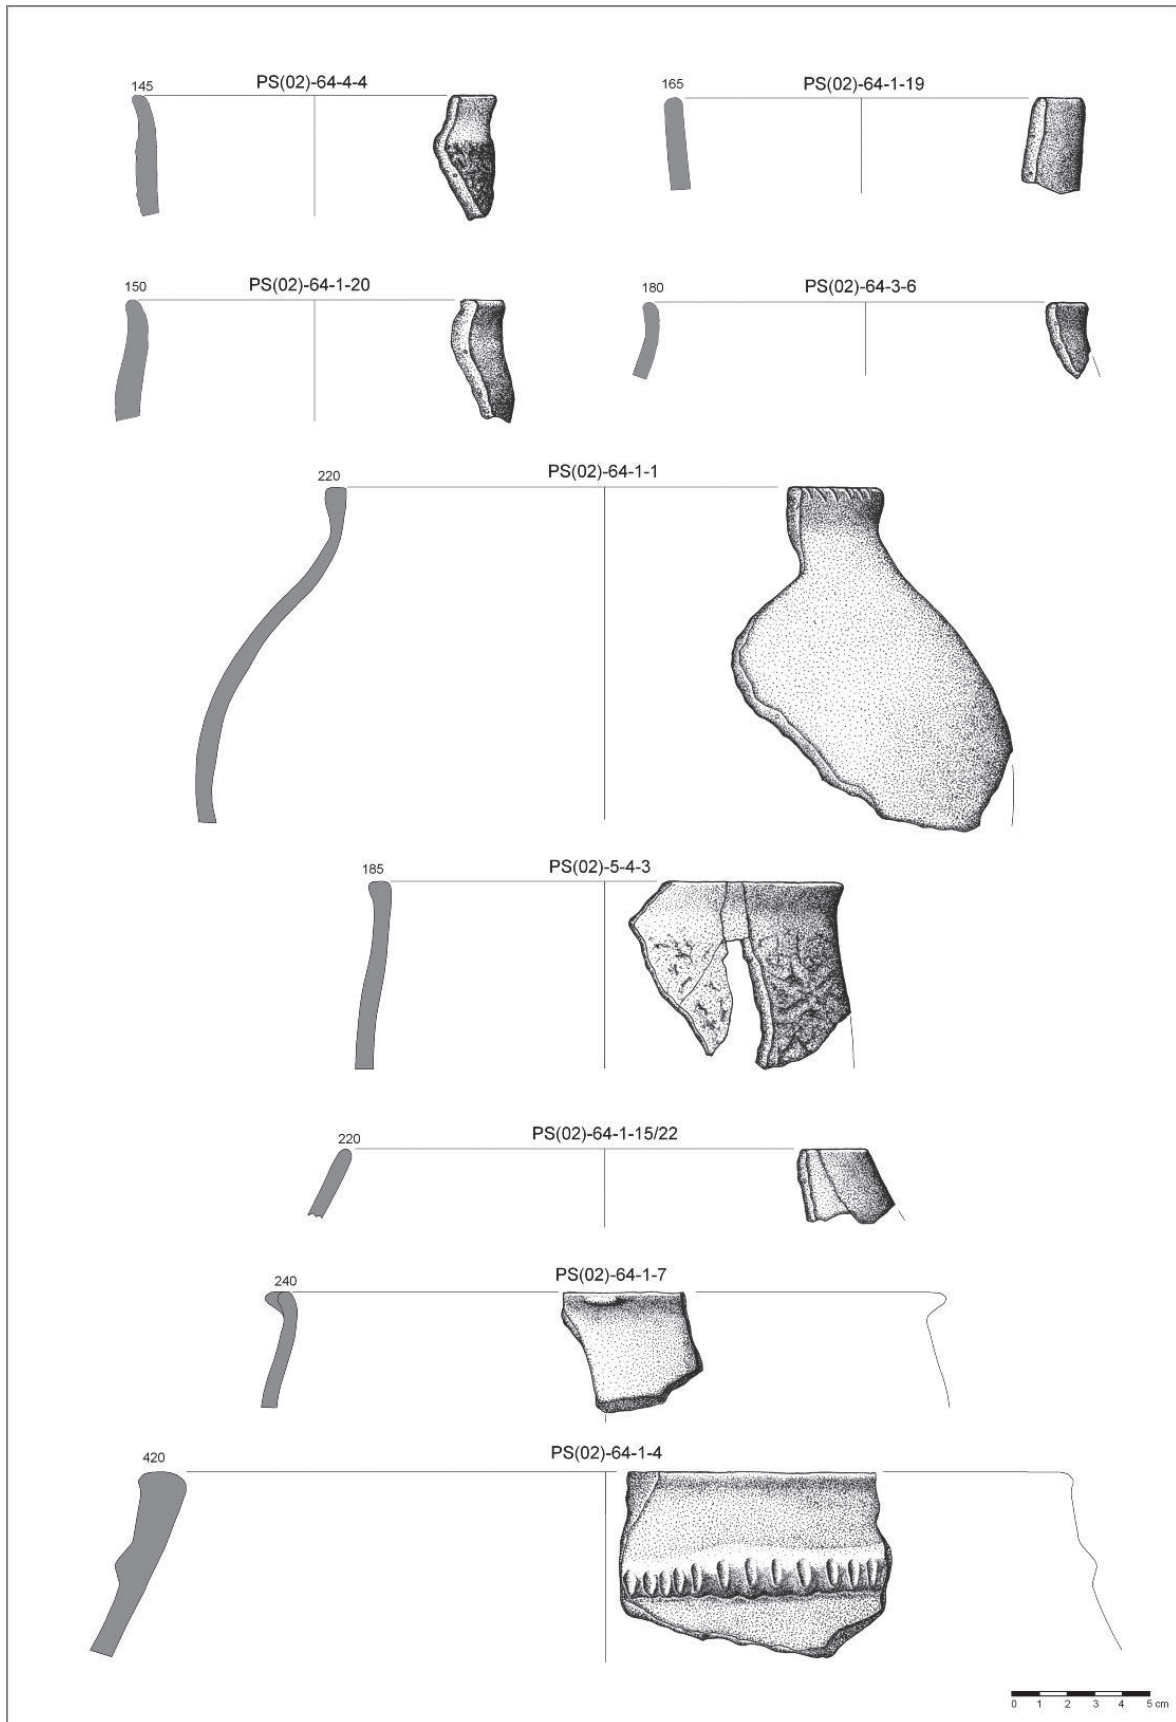 145 PS(02)-64-4-4
165 PS(02)-64-1-19
150 PS(02)-64-1-20
180 PS(02)-64-3-6
220 PS(02)-64-1-1
185 PS(02)-5-4-3
220 PS(02)-64-1-15/22
240 PS(02)-64-1-7
420 PS(02)-64-1-4
0 1 2 3 4 5 cm